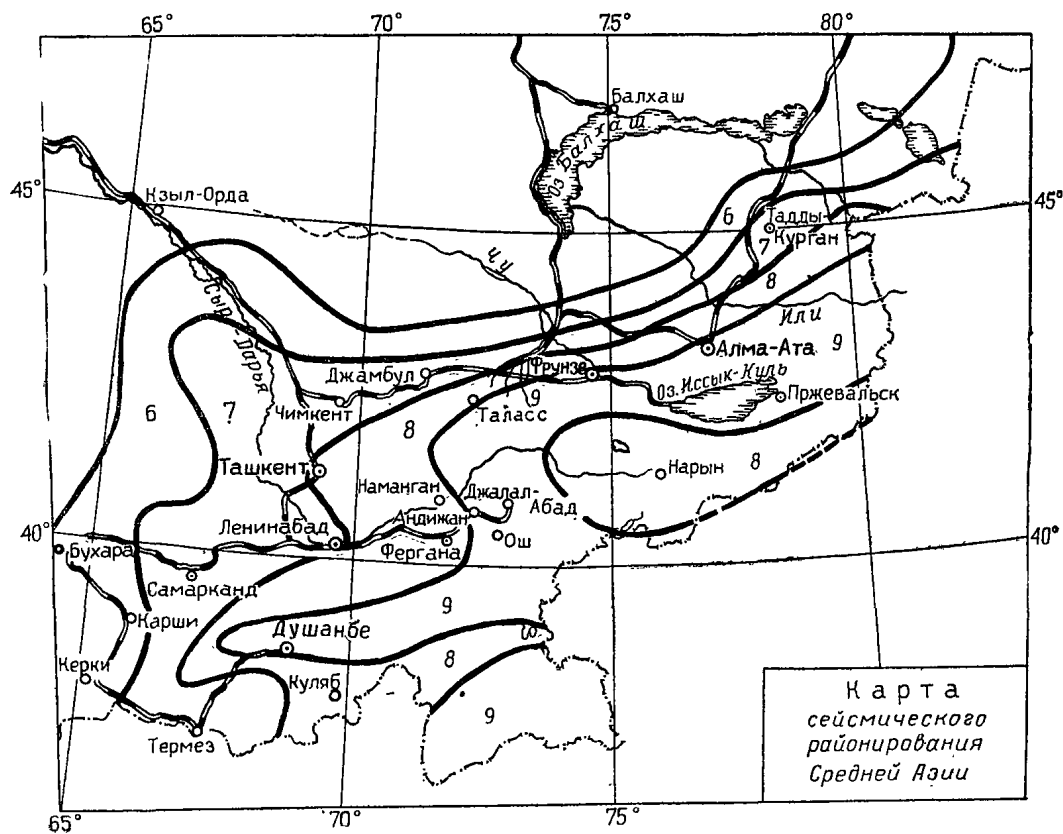 65°
70°
75°
80°
Балхаш
Оз. Балхаш
45°
Кзыл-Орда
45°
6
Талды-
Курган
7
Чу
8
Сыр-Дарья
Или
Алма-Ата
9
Джамбул
Фрунзе
Оз. Иссык-Куль
Пржевальск
9
6
7
Чимкент
8
Таласс
Ташкент
Нарын
8
Наманган
Джалал-
Абад
Андижан
40°
Ленинабад
Фергана
Ош
40°
Бухара
Самарканд
Карши
9
Душанбе
8
Керки
Куляб
9
Термез
Карта
сейсмического
районирования
Средней Азии
65°
70°
75°